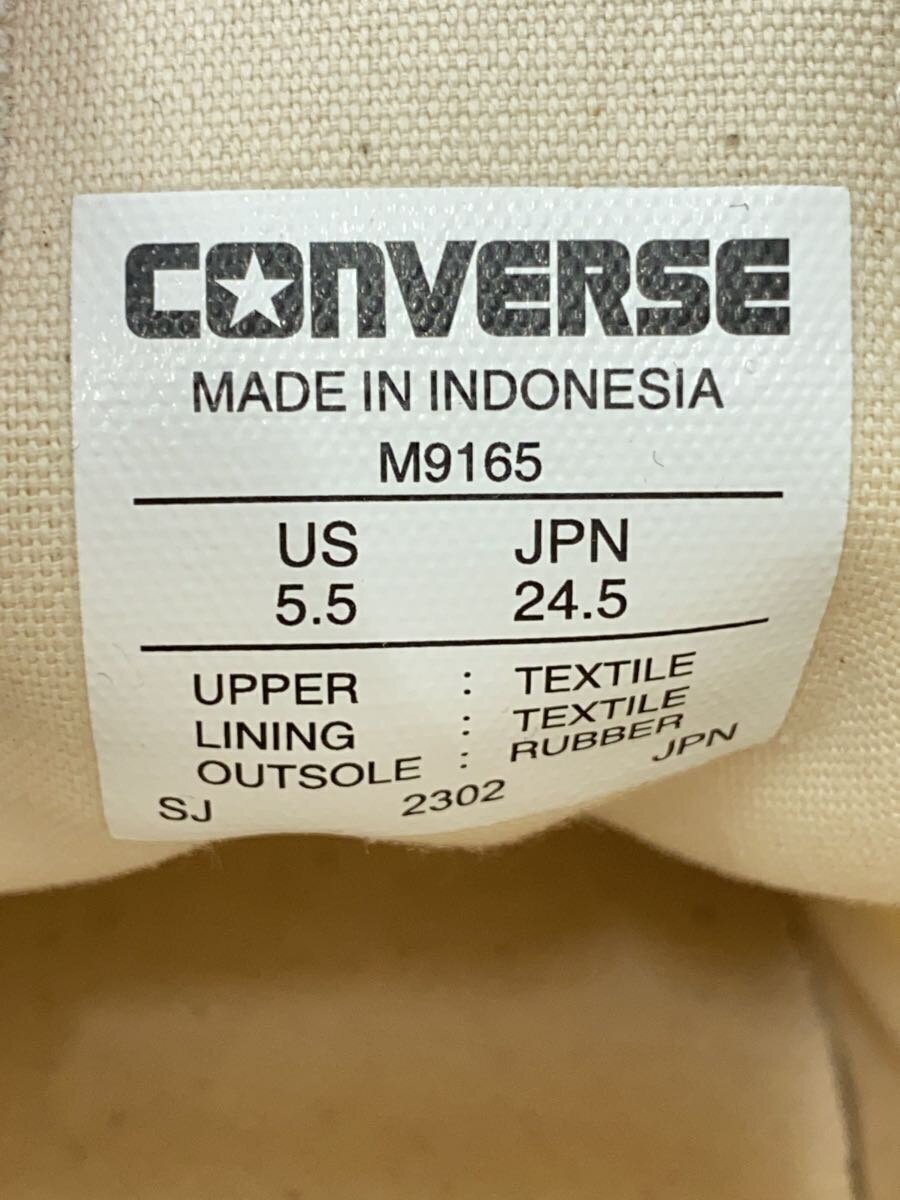 CONVERSE
MADE IN INDONESIA
M9165
US JPN
5.5 24.5
UPPER : TEXTILE
LINING : TEXTILE
OUTSOLE : RUBBER
SJ 2302 JPN